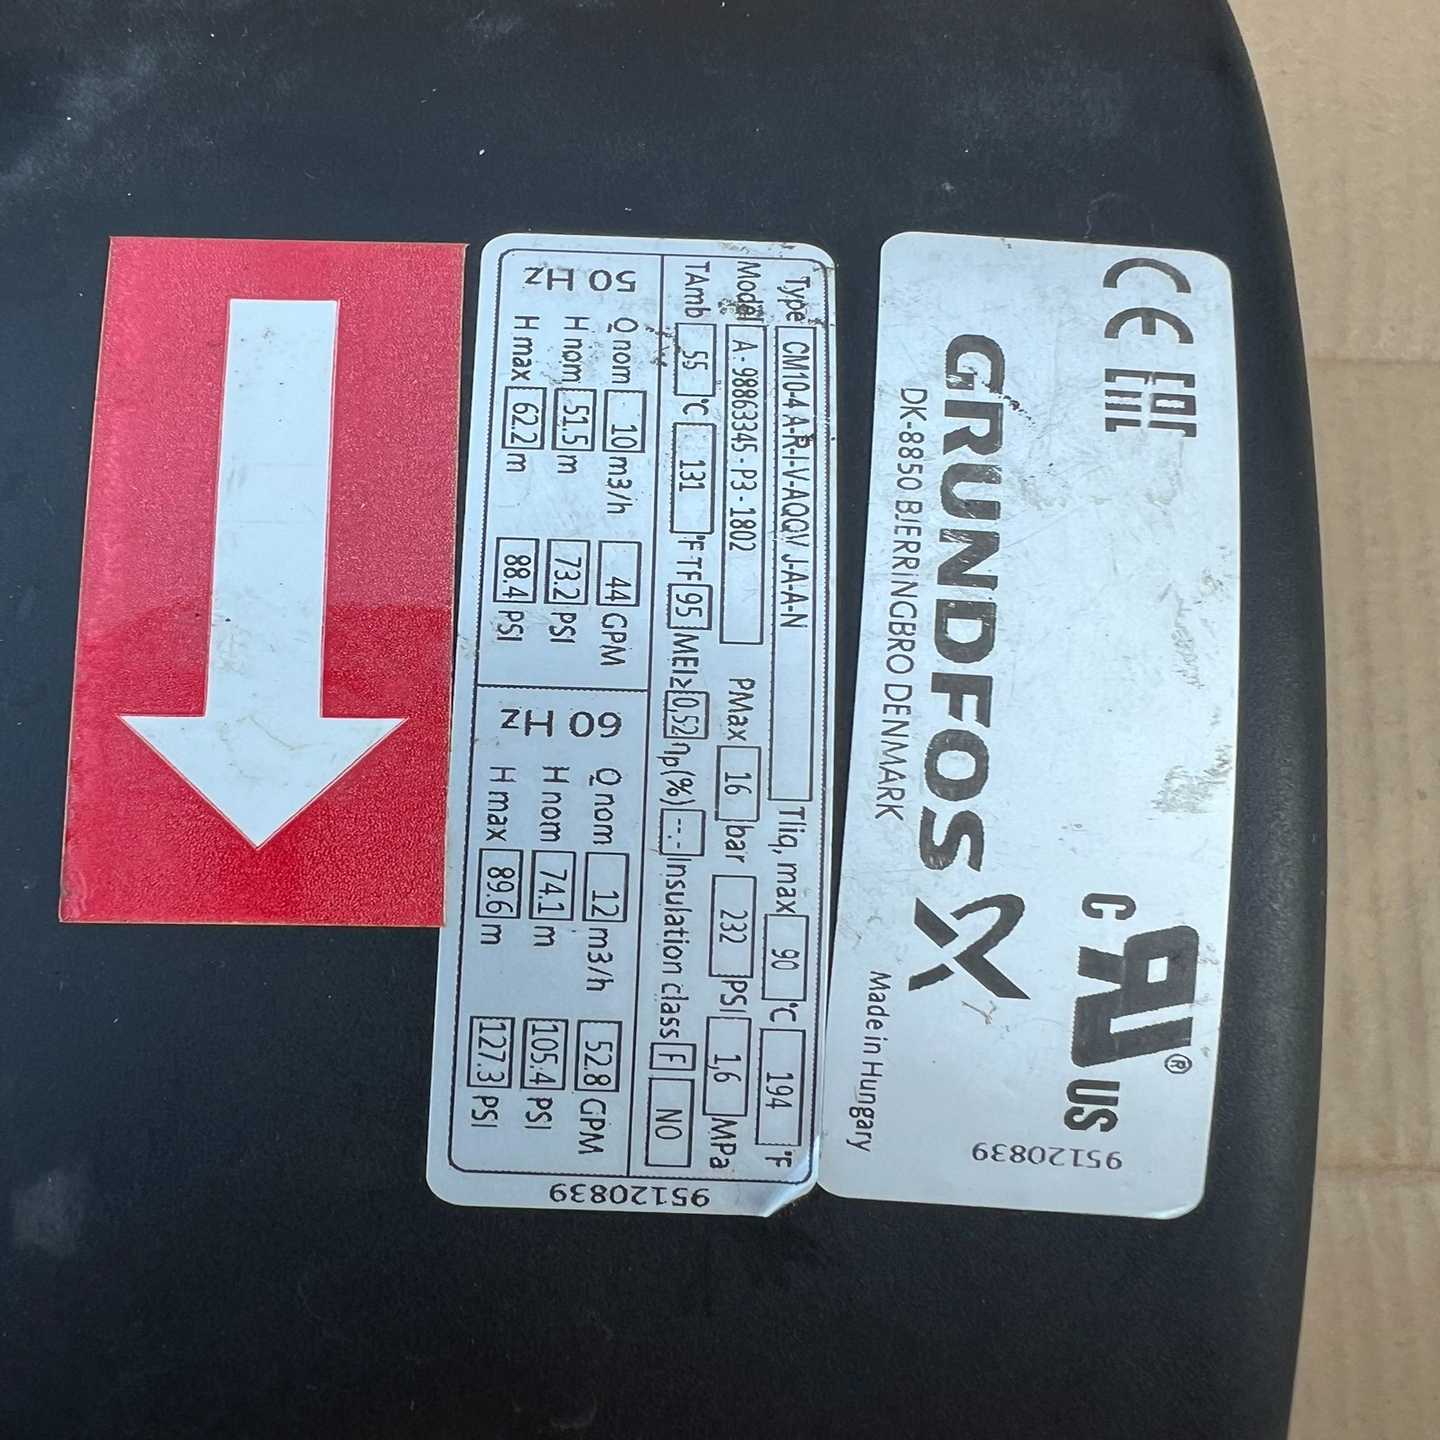 CE EAC
GRUNDFOS
DK-8850 BJERRINGBRO DENMARK
Made in Hungary
C UR® US
95120839
Type CM10-4 A-R-I-V-AQQV J-A-A-N Tliq, max 90 °C 194 °F
Model A - 98863345 - P3 - 1802 PMax 16 bar 232 PSI 1,6 MPa
TAmb 55 °C 131 °F TF 95 MEI≥ 0,52 ηp(%) --.- Insulation class F NO
50 Hz
Q nom 10 m3/h 44 GPM
H nom 51.5 m 73.2 PSI
H max 62.2 m 88.4 PSI
60 Hz
Q nom 12 m3/h 52.8 GPM
H nom 74.1 m 105.4 PSI
H max 89.6 m 127.3 PSI
95120839